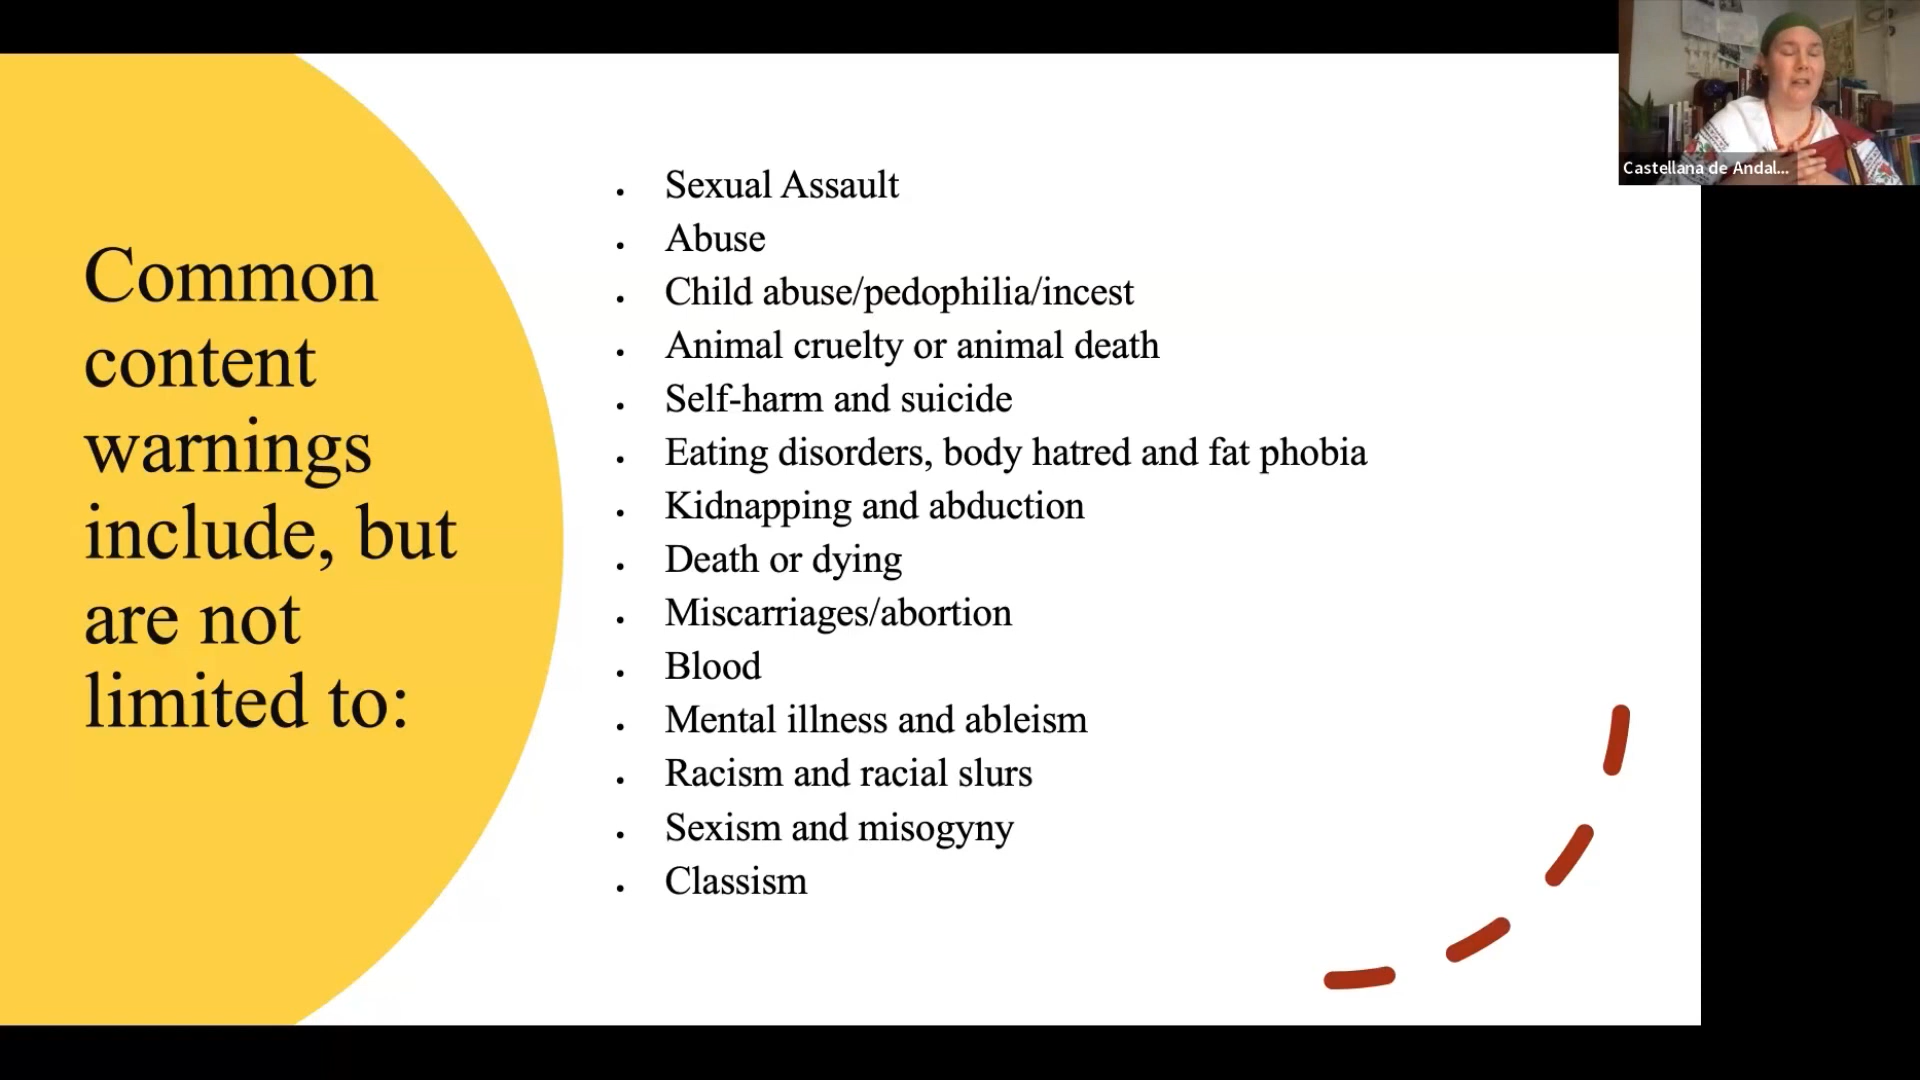 Common
content
warnings
include, but
are not
limited to:
• Sexual Assault
• Abuse
• Child abuse/pedophilia/incest
• Animal cruelty or animal death
• Self-harm and suicide
• Eating disorders, body hatred and fat phobia
• Kidnapping and abduction
• Death or dying
• Miscarriages/abortion
• Blood
• Mental illness and ableism
• Racism and racial slurs
• Sexism and misogyny
• Classism
Castellana de Andal...